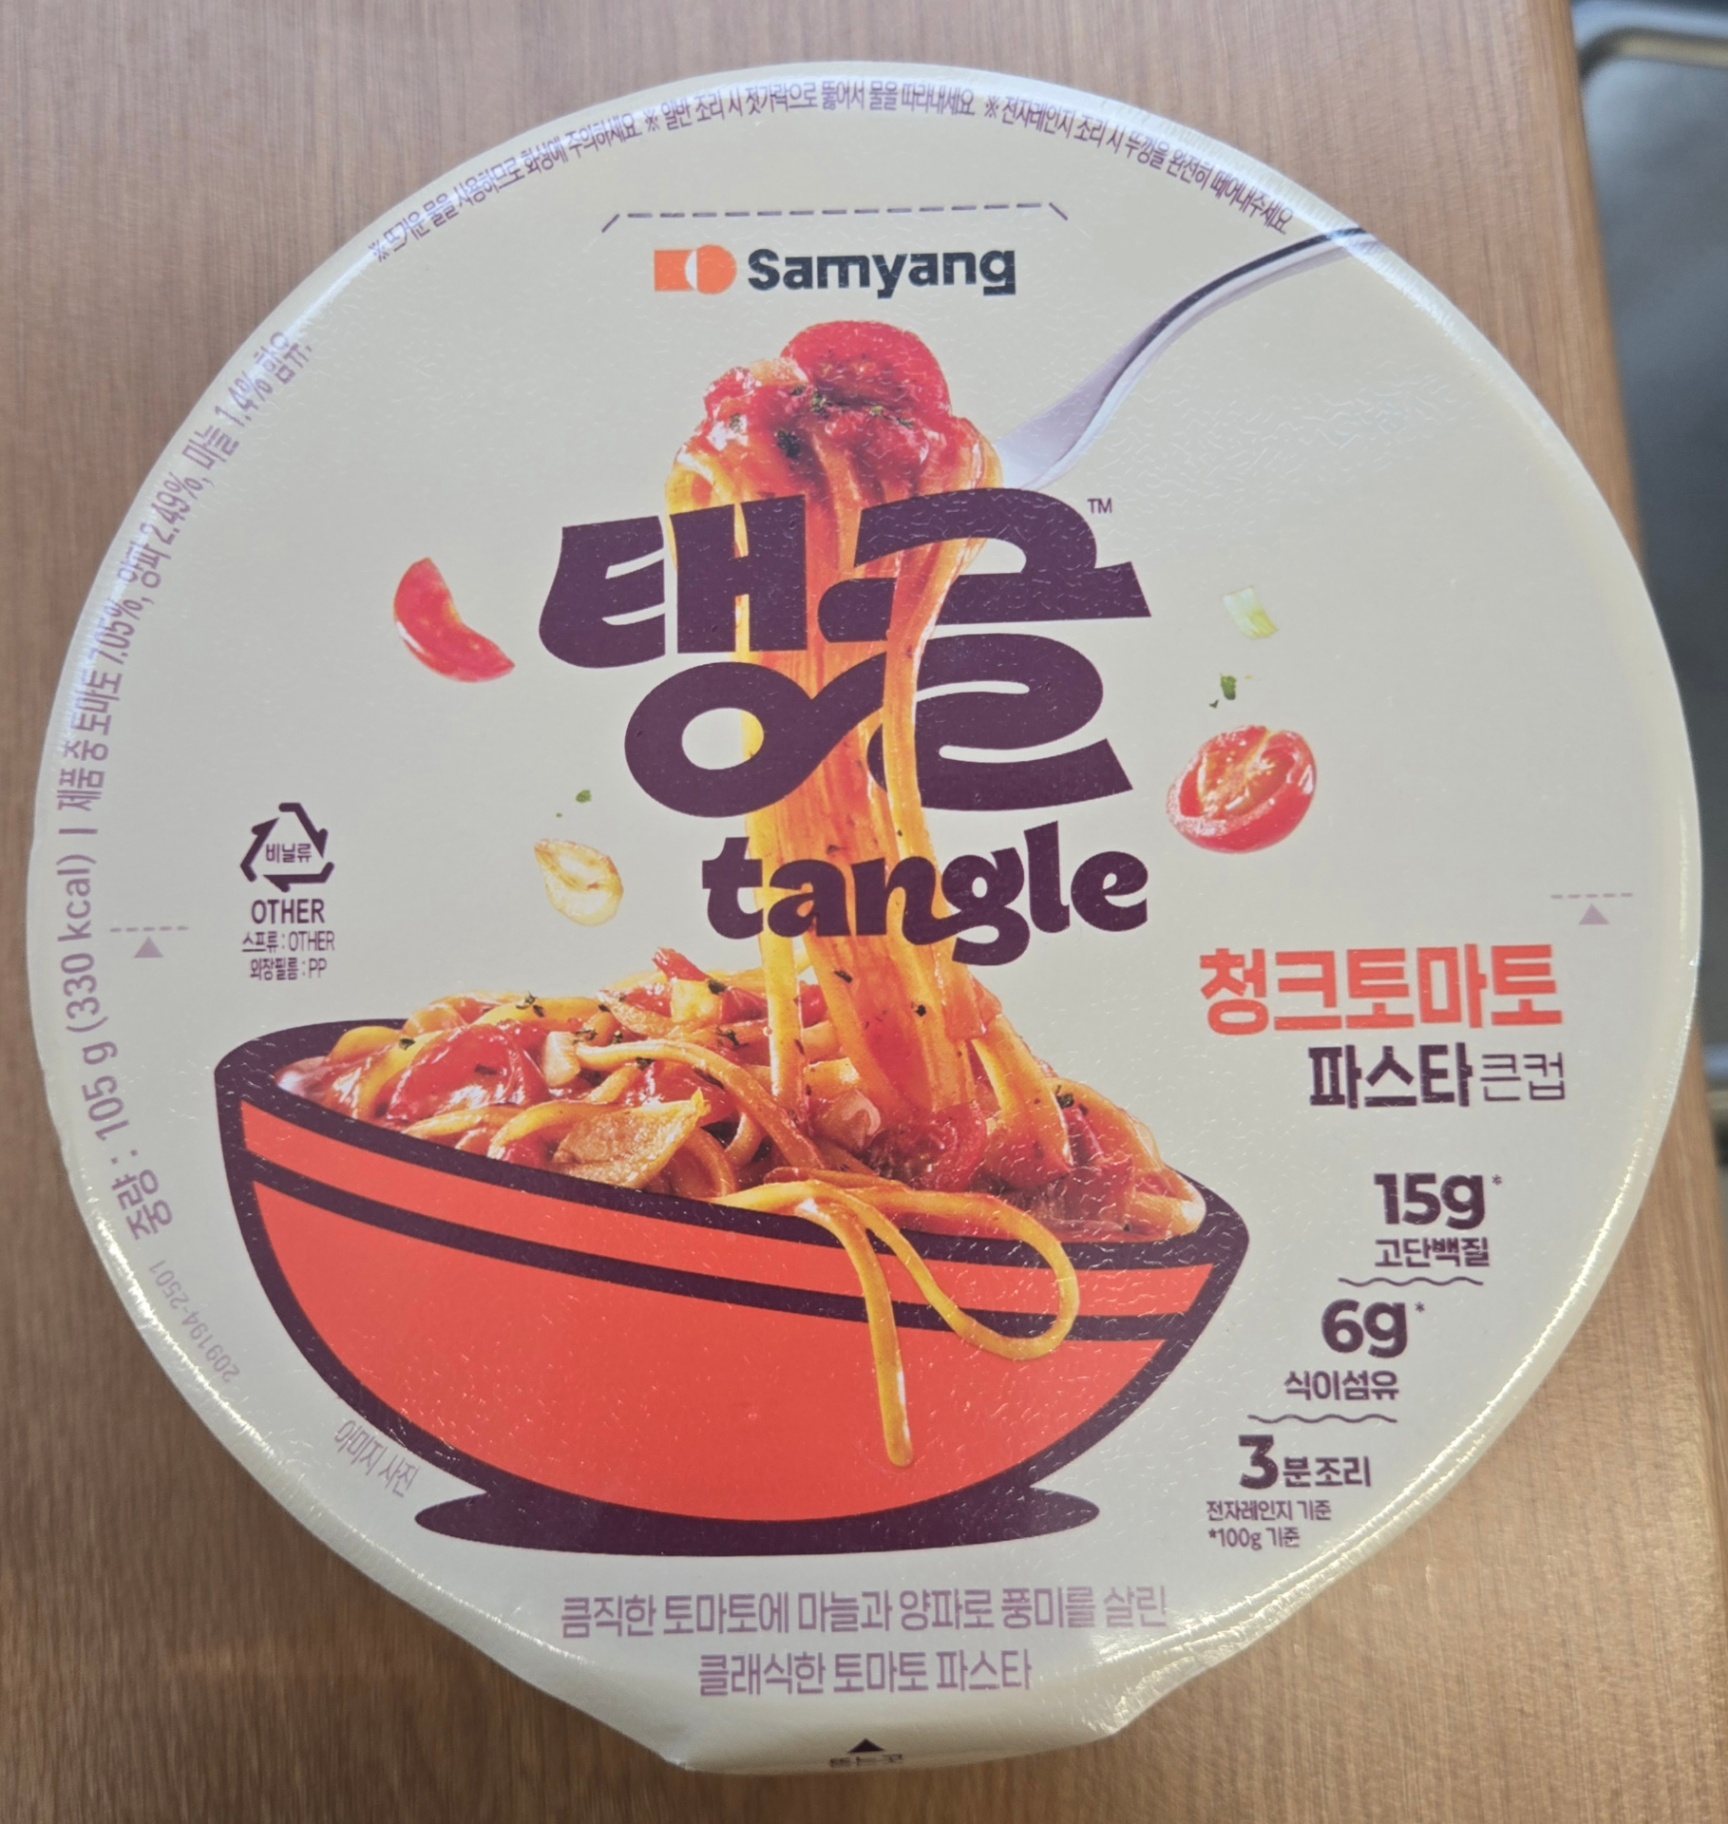 ※ 뜨거운 물을 사용하므로 화상에 주의하세요. ※ 일반 조리 시 젓가락으로 뚫어서 물을 따라내세요. ※ 전자레인지 조리 시 뚜껑을 완전히 떼어내주세요.
Samyang
탱글™
tangle
비닐류
OTHER
스프류 : OTHER
외장필름 : PP
청크토마토
파스타 큰컵
15g*
고단백질
6g*
식이섬유
3분조리
전자레인지 기준
*100g 기준
중량 : 105 g (330 kcal) | 제품 중 토마토 7.05%, 양파 2.49%, 마늘 1.4% 함유.
209194-2501
이미지 사진
큼직한 토마토에 마늘과 양파로 풍미를 살린
클래식한 토마토 파스타
뜯는곳